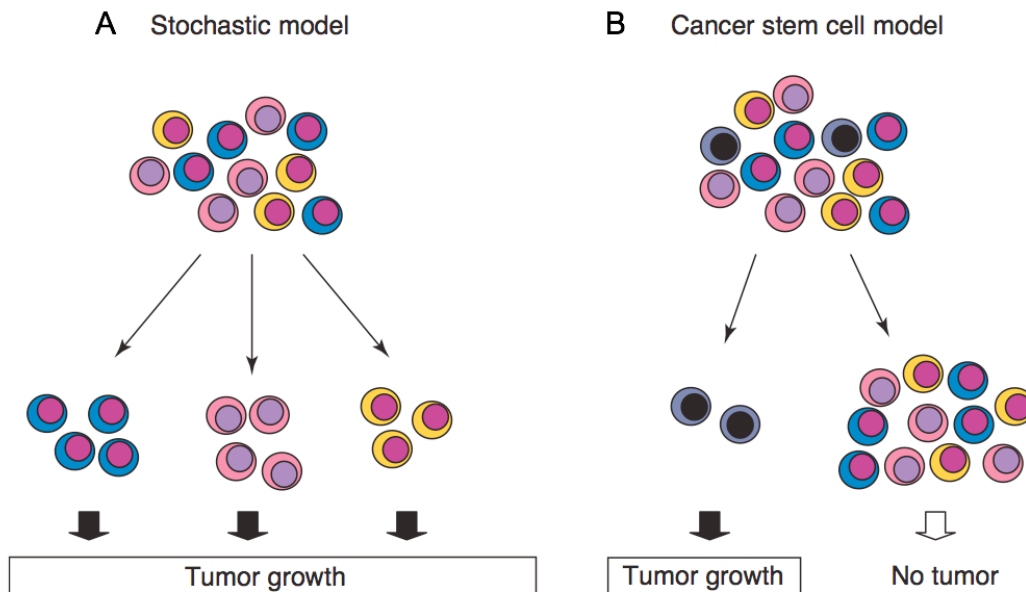 A Stochastic model
B Cancer stem cell model
Tumor growth
Tumor growth
No tumor